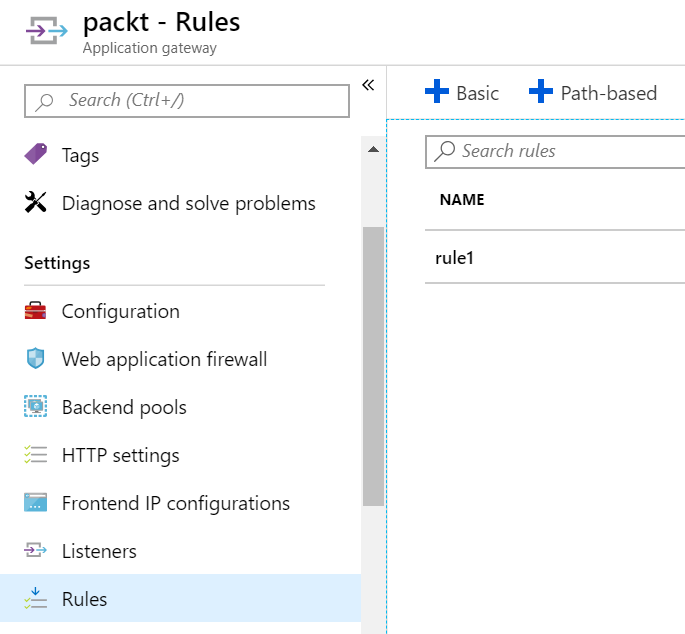 packt - Rules
Application gateway
Search (Ctrl+/)
Tags
Diagnose and solve problems
Settings
Configuration
Web application firewall
Backend pools
HTTP settings
Frontend IP configurations
Listeners
Rules
Basic
Path-based
Search rules
NAME
rule1